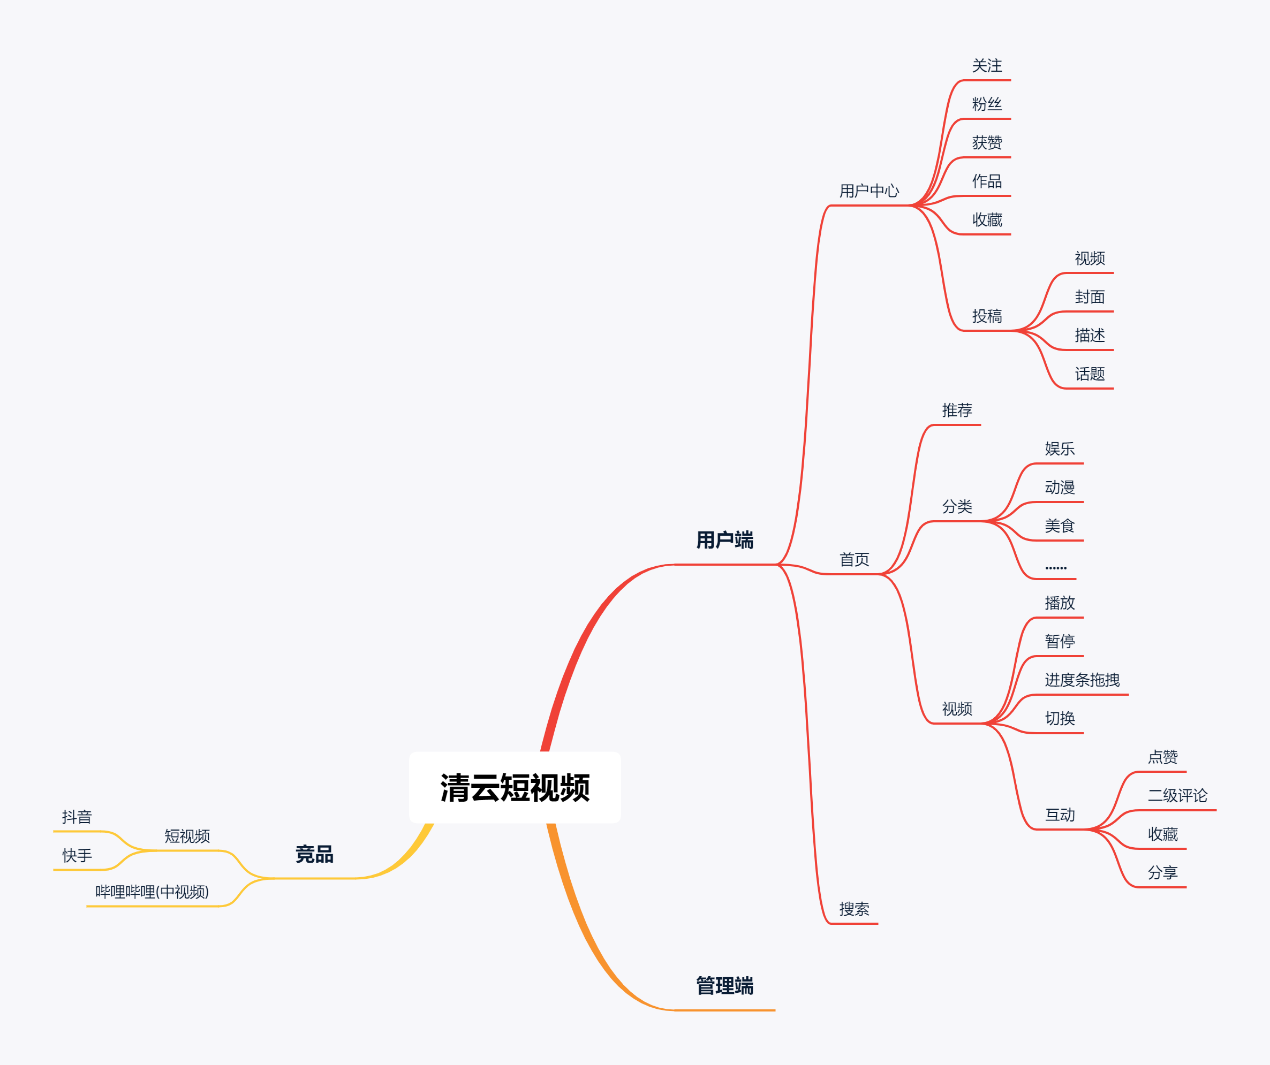 清云短视频
用户端
用户中心
关注
粉丝
获赞
作品
收藏
投稿
视频
封面
描述
话题
首页
推荐
分类
娱乐
动漫
美食
......
视频
播放
暂停
进度条拖拽
切换
互动
点赞
二级评论
收藏
分享
搜索
管理端
竞品
短视频
抖音
快手
哔哩哔哩(中视频)